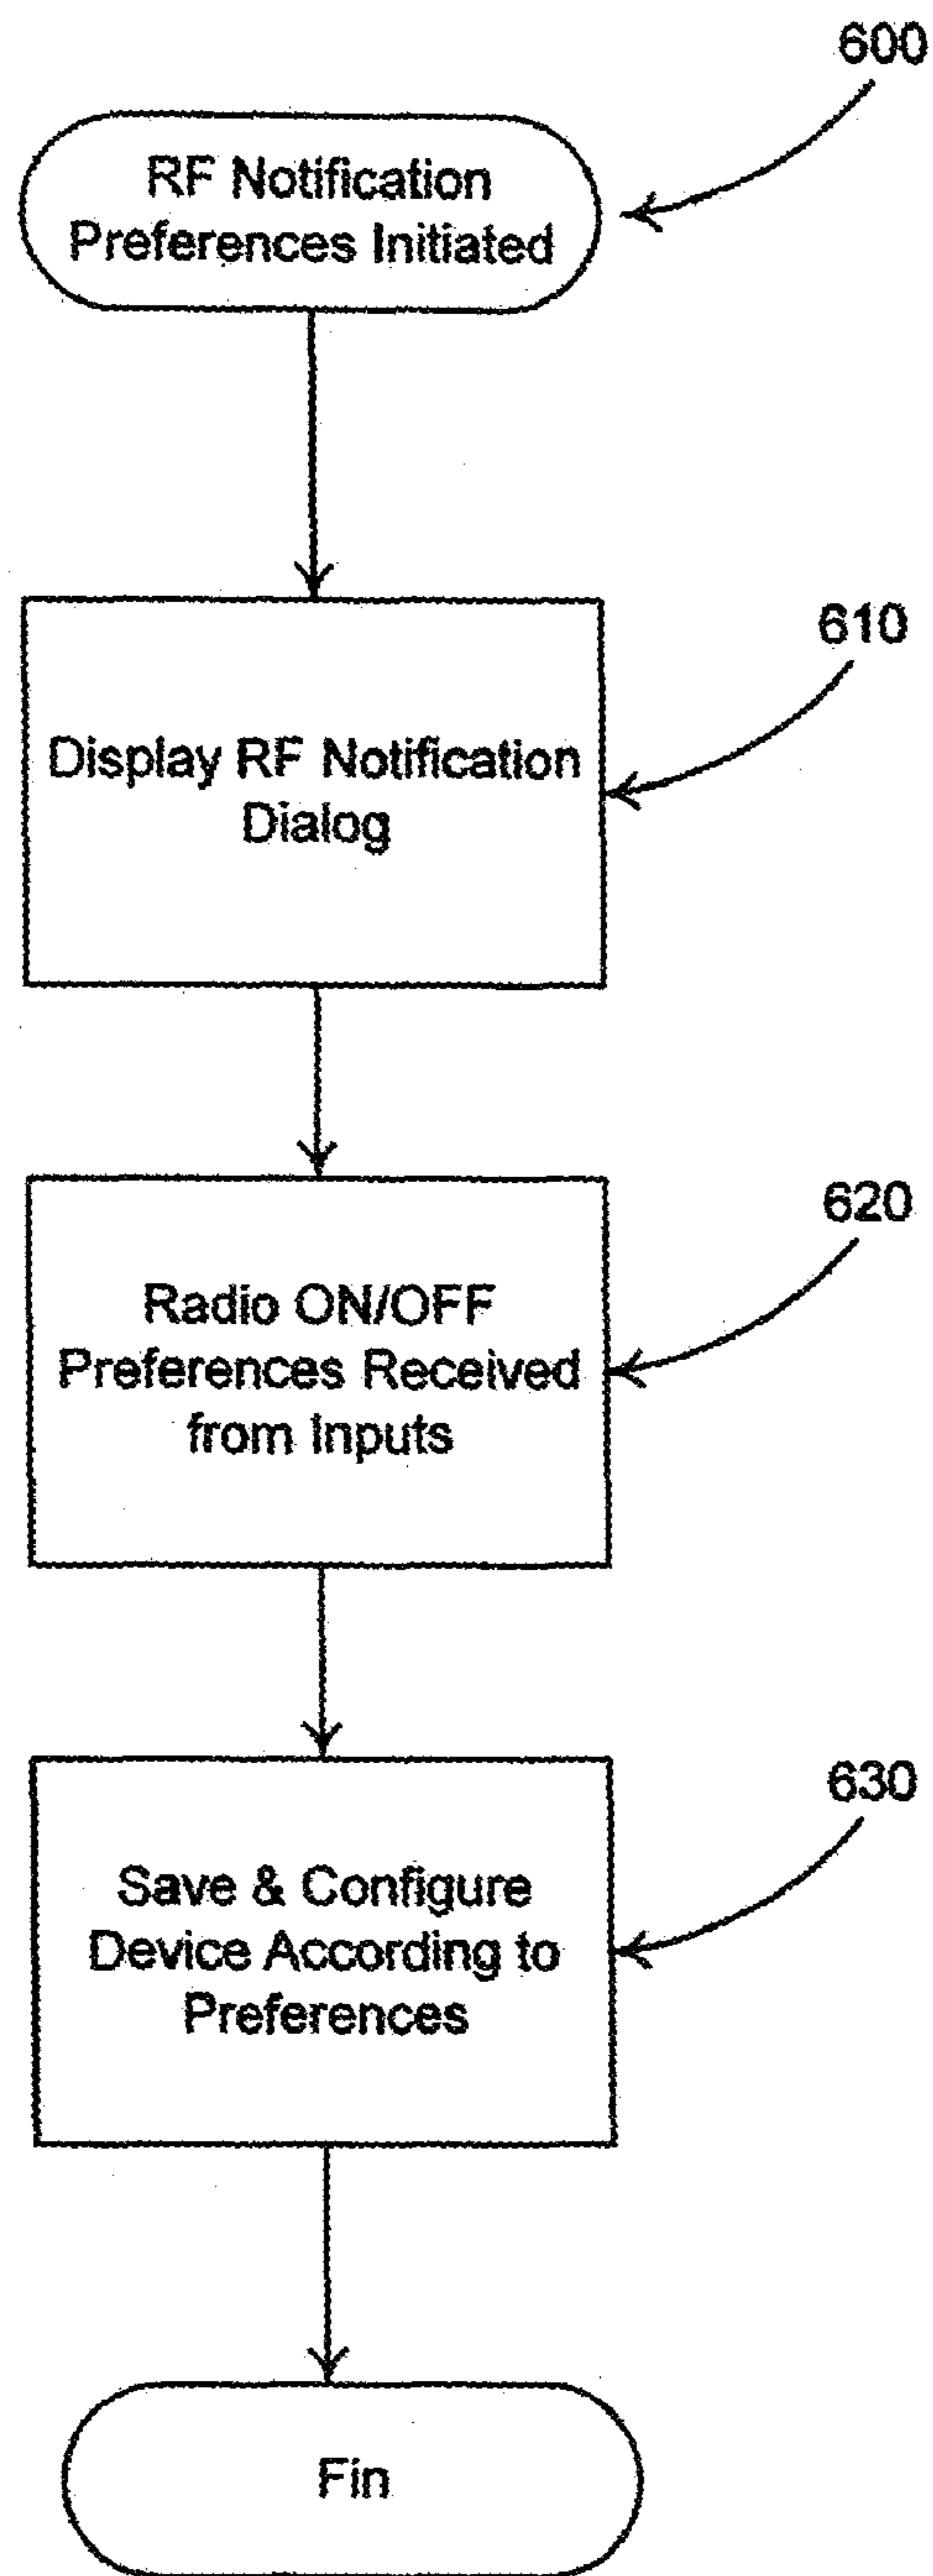 600
RF Notification
Preferences Initiated
610
Display RF Notification
Dialog
620
Radio ON/OFF
Preferences Received
from Inputs
630
Save & Configure
Device According to
Preferences
Fin